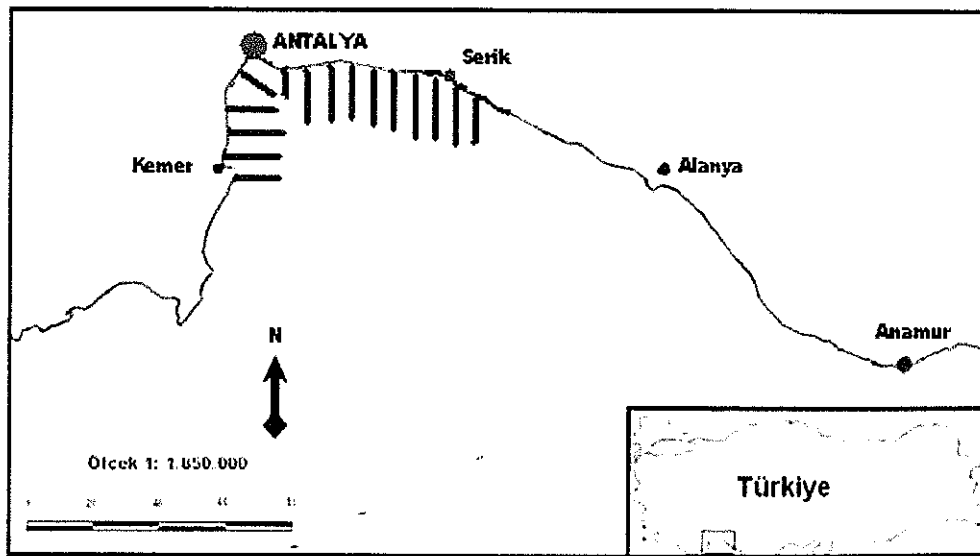 ANTALYA
Serik
Kemer
Alanya
N
Anamur
Ölçek 1: 1.850.000
Türkiye